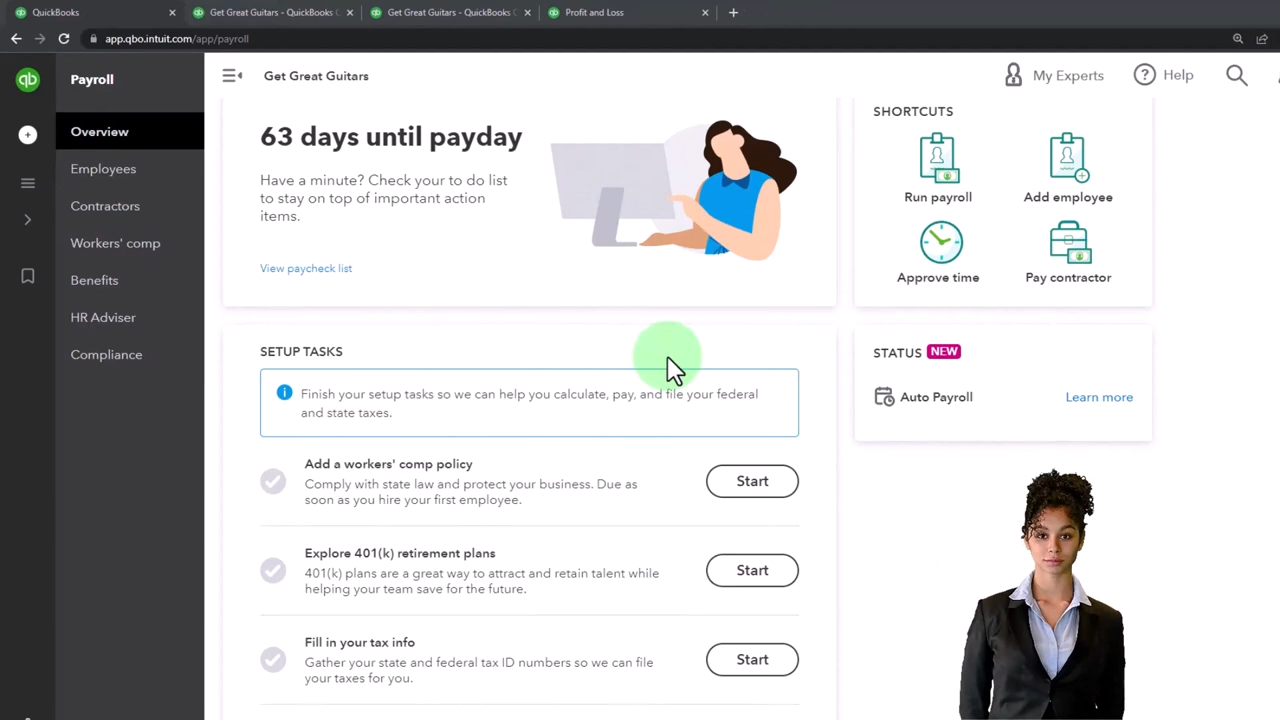 QuickBooks
Get Great Guitars - QuickBooks
Get Great Guitars - QuickBooks
Profit and Loss
app.qbo.intuit.com/app/payroll
qb
Payroll
Overview
Employees
Contractors
Workers' comp
Benefits
HR Adviser
Compliance
Get Great Guitars
My Experts
Help
63 days until payday
Have a minute? Check your to do list
to stay on top of important action
items.
View paycheck list
SHORTCUTS
Run payroll
Add employee
Approve time
Pay contractor
SETUP TASKS
Finish your setup tasks so we can help you calculate, pay, and file your federal
and state taxes.
Add a workers' comp policy
Comply with state law and protect your business. Due as
soon as you hire your first employee.
Start
Explore 401(k) retirement plans
401(k) plans are a great way to attract and retain talent while
helping your team save for the future.
Start
Fill in your tax info
Gather your state and federal tax ID numbers so we can file
your taxes for you.
Start
STATUS NEW
Auto Payroll
Learn more